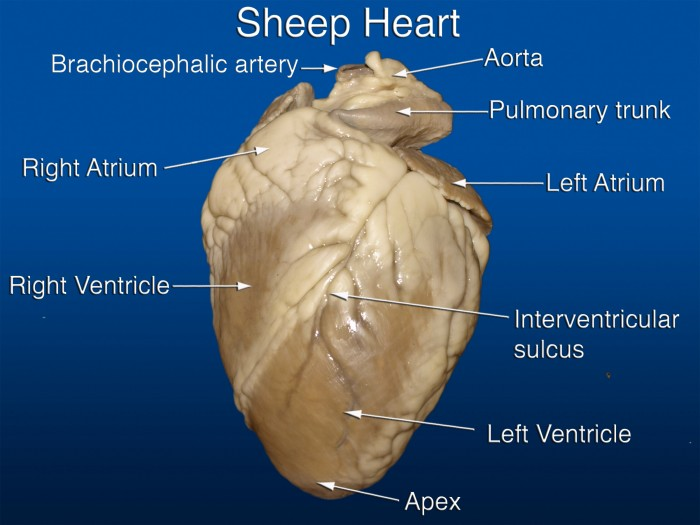 Sheep Heart
Brachiocephalic artery
Aorta
Pulmonary trunk
Right Atrium
Left Atrium
Right Ventricle
Interventricular
sulcus
Left Ventricle
Apex